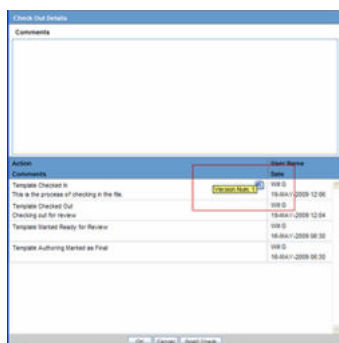 Check Out Details
Comments
Action User Name
Comments Date
Template Checked In Will G
This is the process of checking in the file. 19-MAY-2009 12:06
Version Num: 1
Template Checked Out Will G
Checking out for review 19-MAY-2009 12:04
Template Marked Ready for Review Will G
16-MAY-2009 06:30
Template Authoring Marked as Final Will G
16-MAY-2009 06:30
Cancel